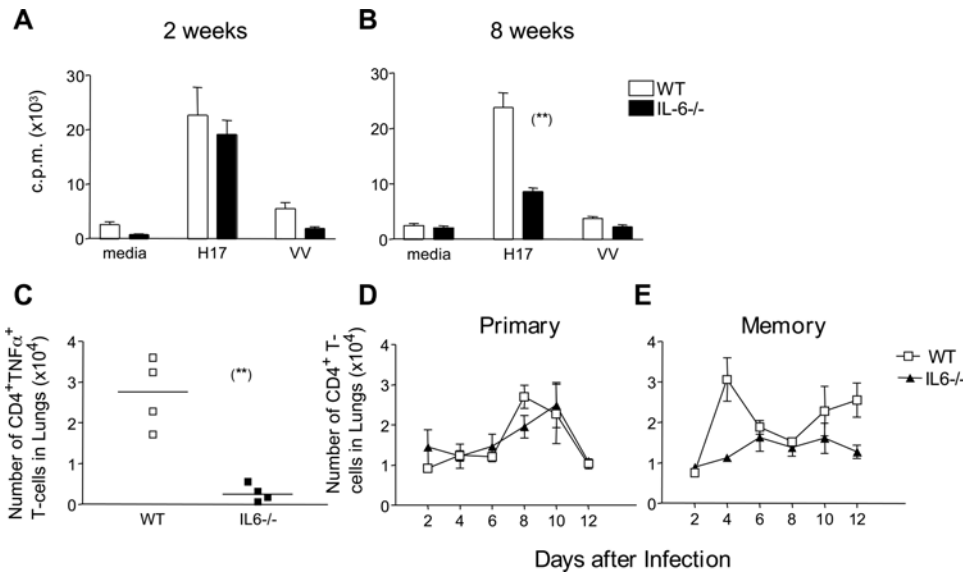 A
2 weeks
c.p.m. (x10³)
30
20
10
0
media H17 VV
B
8 weeks
30
20
10
0
(**)
media H17 VV
WT
IL-6-/-
C
Number of CD4⁺TNFα⁺
T-cells in Lungs (x10⁴)
4
3
2
1
0
(**)
WT IL6-/-
D
Primary
Number of CD4⁺ T-
cells in Lungs (x10⁴)
4
3
2
1
0
2 4 6 8 10 12
E
Memory
4
3
2
1
0
2 4 6 8 10 12
WT
IL6-/-
Days after Infection